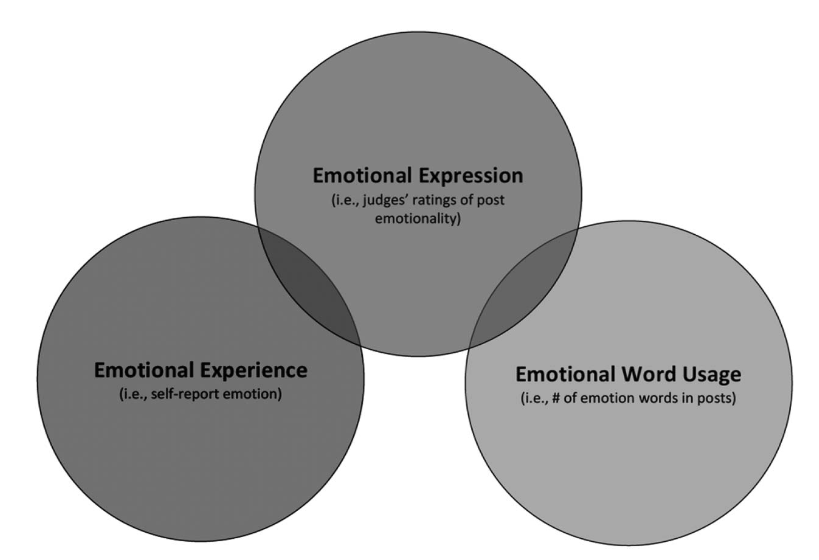 Emotional Expression
(i.e., judges' ratings of post
emotionality)
Emotional Experience
(i.e., self-report emotion)
Emotional Word Usage
(i.e., # of emotion words in posts)